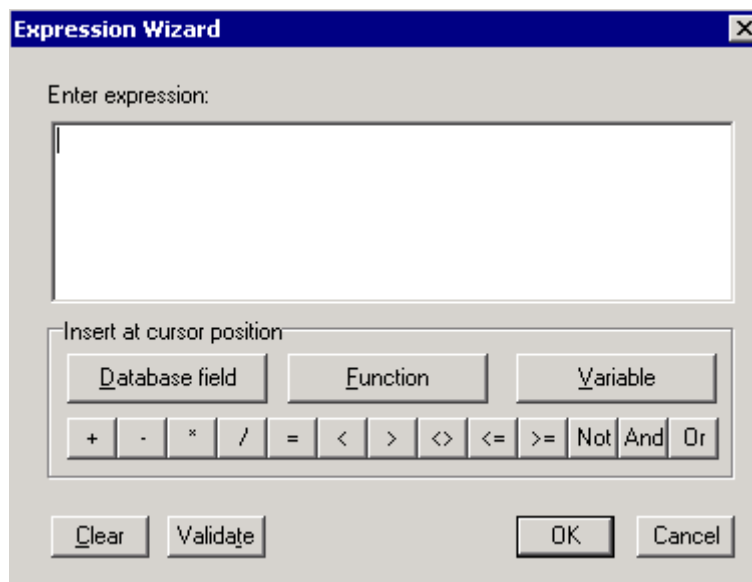 Expression Wizard
Enter expression:
Insert at cursor position
Database field Function Variable
+ - * / = < > <> <= >= Not And Or
Clear Validate OK Cancel